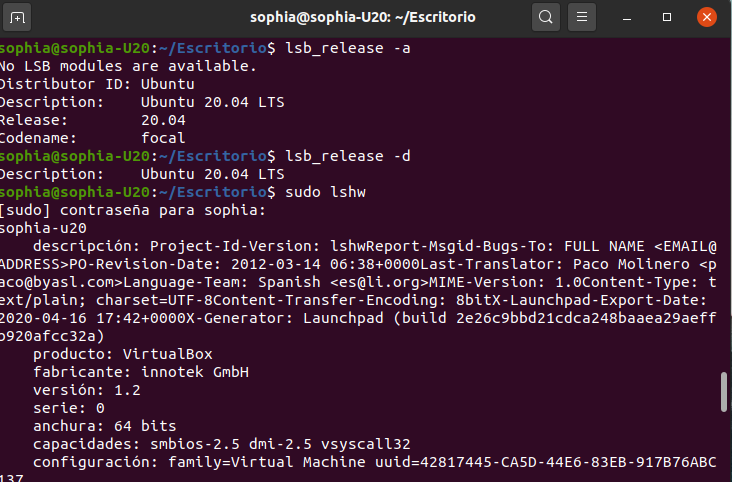 sophia@sophia-U20: ~/Escritorio
sophia@sophia-U20:~/Escritorio$ lsb_release -a
No LSB modules are available.
Distributor ID: Ubuntu
Description:    Ubuntu 20.04 LTS
Release:        20.04
Codename:       focal
sophia@sophia-U20:~/Escritorio$ lsb_release -d
Description:    Ubuntu 20.04 LTS
sophia@sophia-U20:~/Escritorio$ sudo lshw
[sudo] contraseña para sophia:
sophia-u20
    descripción: Project-Id-Version: lshwReport-Msgid-Bugs-To: FULL NAME <EMAIL@
ADDRESS>PO-Revision-Date: 2012-03-14 06:38+0000Last-Translator: Paco Molinero <p
aco@byasl.com>Language-Team: Spanish <es@li.org>MIME-Version: 1.0Content-Type: t
ext/plain; charset=UTF-8Content-Transfer-Encoding: 8bitX-Launchpad-Export-Date:
2020-04-16 17:42+0000X-Generator: Launchpad (build 2e26c9bbd21cdca248baaea29aeff
b920afcc32a)
    producto: VirtualBox
    fabricante: innotek GmbH
    versión: 1.2
    serie: 0
    anchura: 64 bits
    capacidades: smbios-2.5 dmi-2.5 vsyscall32
    configuración: family=Virtual Machine uuid=42817445-CA5D-44E6-83EB-917B76ABC
137